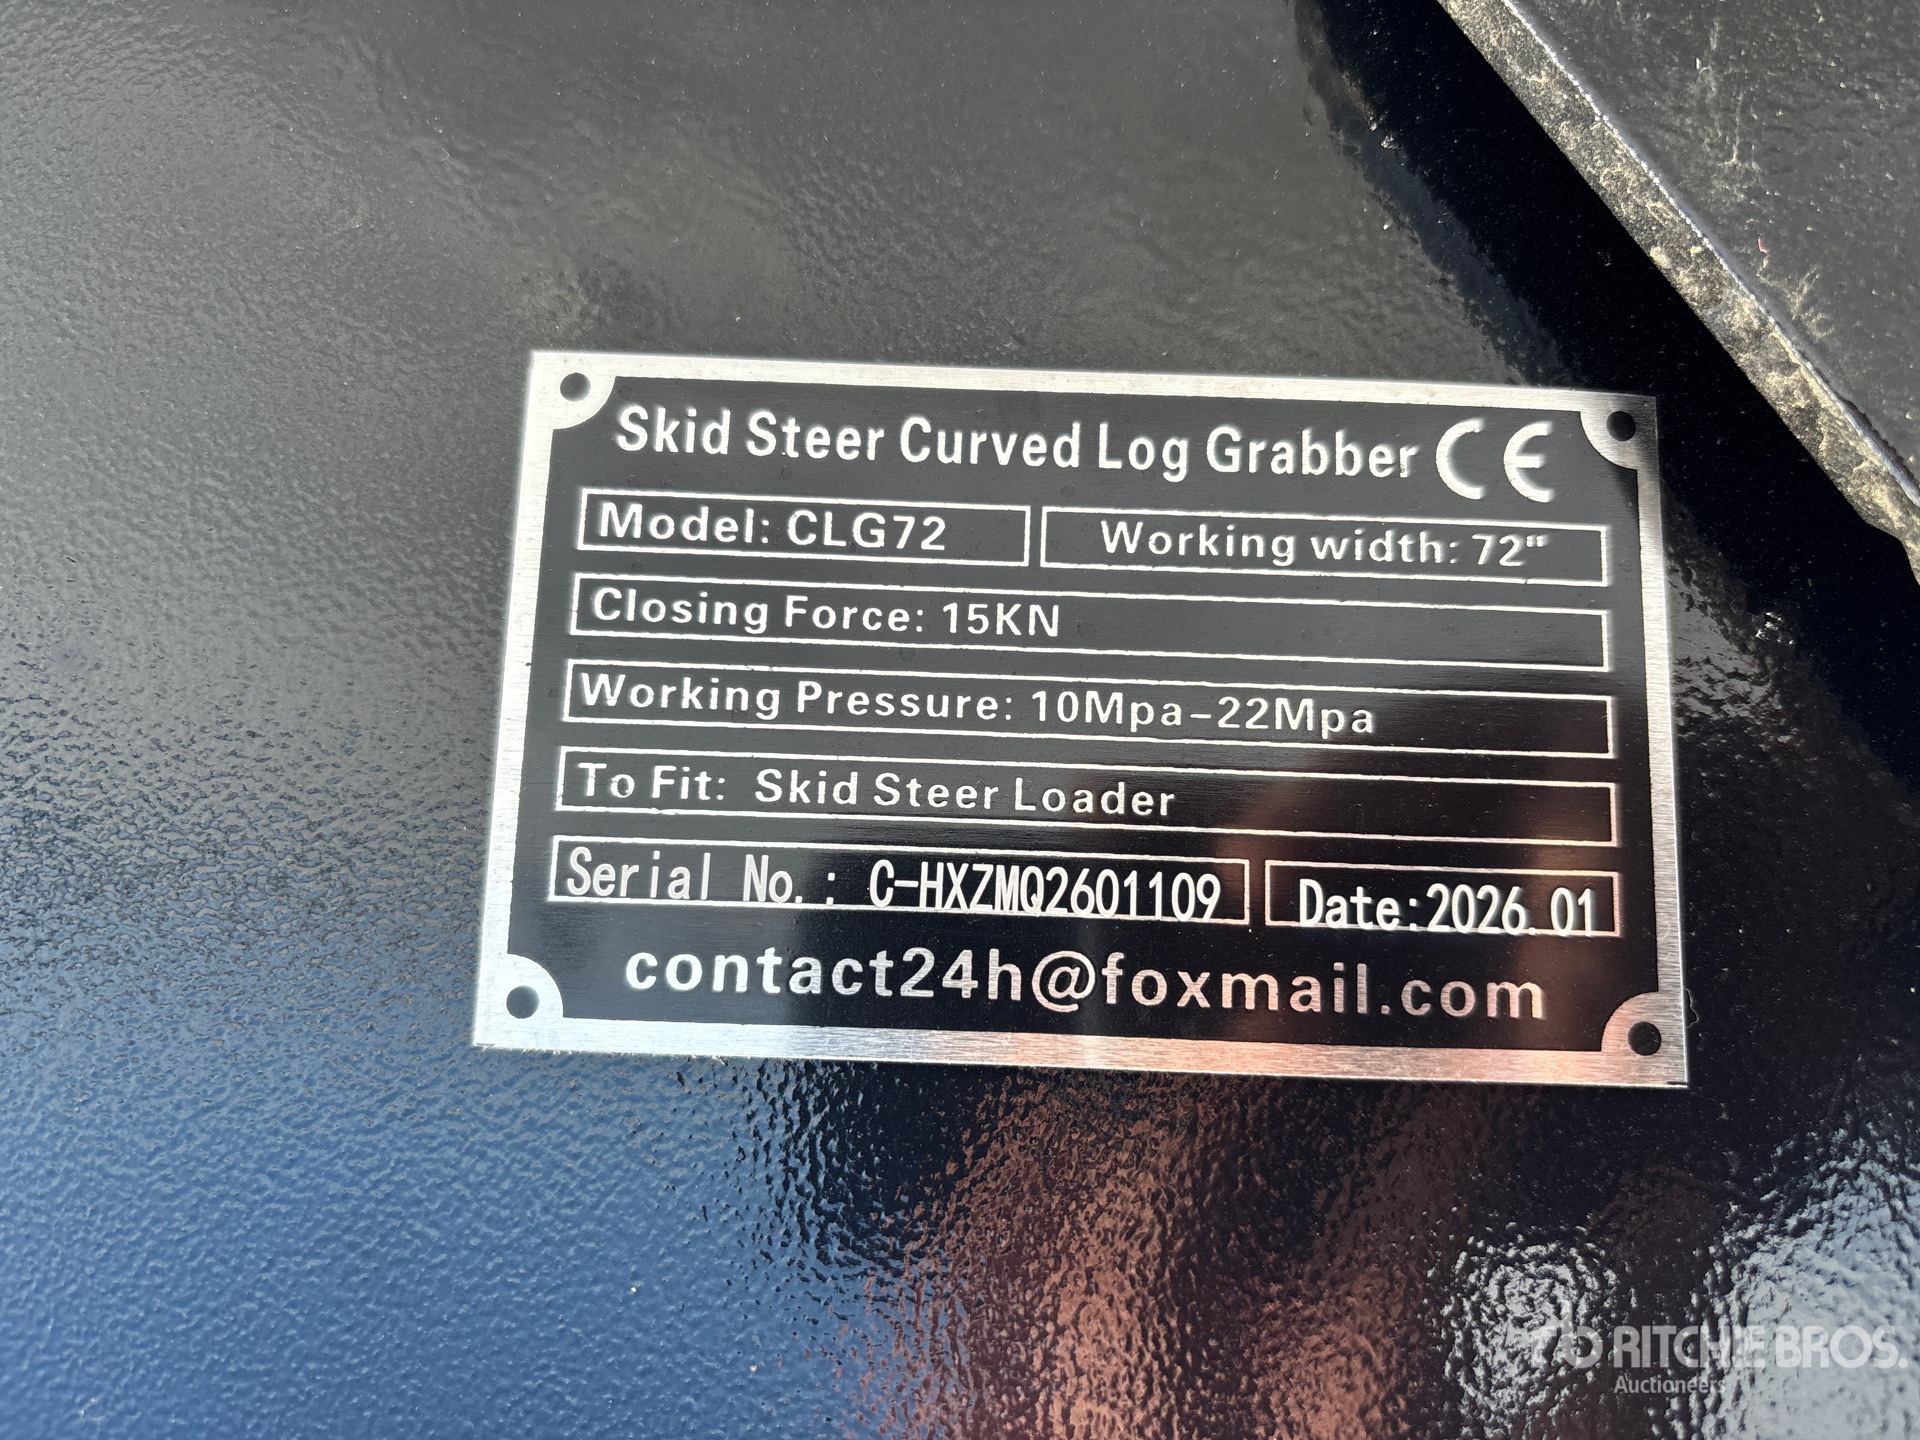 Skid Steer Curved Log Grabber CE
Model: CLG72
Working width: 72"
Closing Force: 15KN
Working Pressure: 10Mpa-22Mpa
To Fit: Skid Steer Loader
Serial No.: C-HXZMQ2601109
Date:2026.01
contact24h@foxmail.com
RITCHIE BROS.
Auctioneers